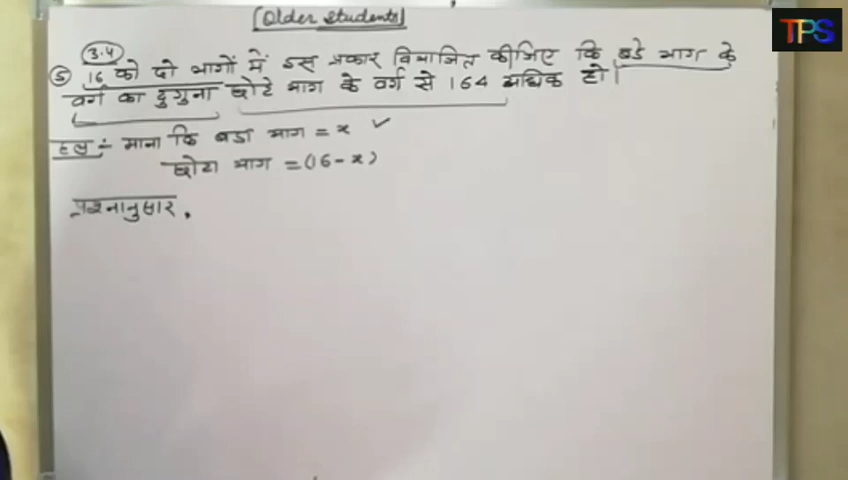 [Older students]
TPS
3.4
5 16 को दो भागों में इस प्रकार विभाजित कीजिए कि बडे भाग के
वर्ग का दुगुना छोटे भाग के वर्ग से 164 अधिक हो।
हल :- माना कि बडा भाग = x ✓
छोटा भाग = (16 - x)
प्रश्नानुसार,